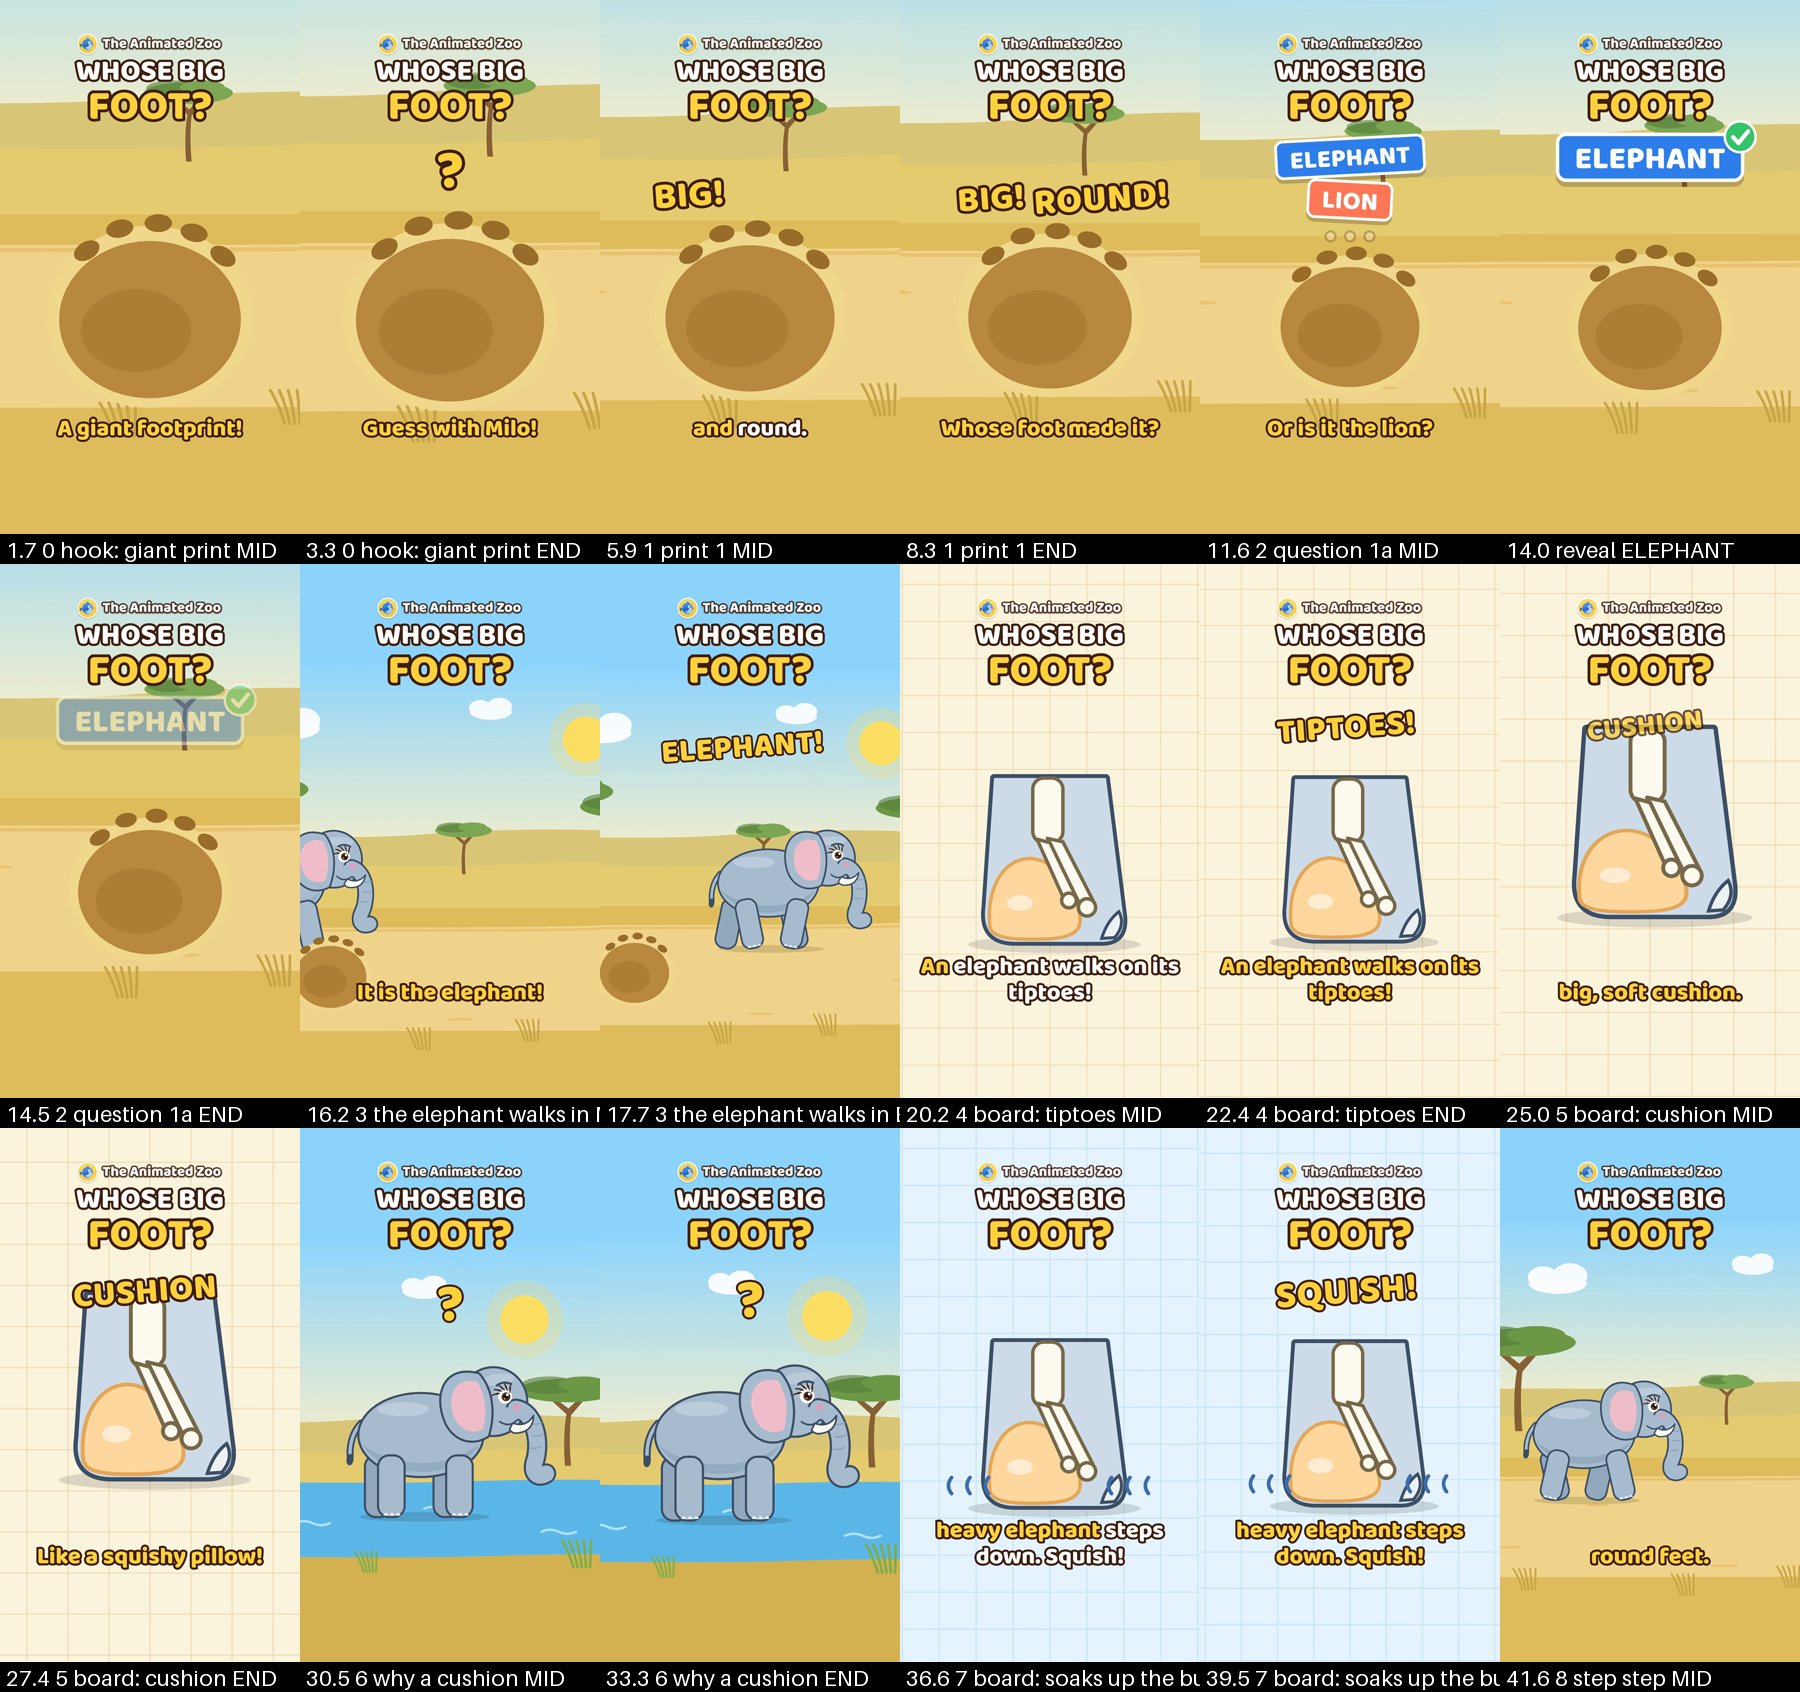 The Animated Zoo
WHOSE BIG
FOOT?
A giant footprint!
1.7 0 hook: giant print MID
The Animated Zoo
WHOSE BIG
FOOT?
?
Guess with Milo!
3.3 0 hook: giant print END
The Animated Zoo
WHOSE BIG
FOOT?
BIG!
and round.
5.9 1 print 1 MID
The Animated Zoo
WHOSE BIG
FOOT?
BIG! ROUND!
Whose foot made it?
8.3 1 print 1 END
The Animated Zoo
WHOSE BIG
FOOT?
ELEPHANT
LION
Or is it the lion?
11.6 2 question 1a MID
The Animated Zoo
WHOSE BIG
FOOT?
ELEPHANT
14.0 reveal ELEPHANT
The Animated Zoo
WHOSE BIG
FOOT?
ELEPHANT
14.5 2 question 1a END
The Animated Zoo
WHOSE BIG
FOOT?
It is the elephant!
16.2 3 the elephant walks in
The Animated Zoo
WHOSE BIG
FOOT?
ELEPHANT!
17.7 3 the elephant walks in
The Animated Zoo
WHOSE BIG
FOOT?
An elephant walks on its
tiptoes!
20.2 4 board: tiptoes MID
The Animated Zoo
WHOSE BIG
FOOT?
TIPTOES!
An elephant walks on its
tiptoes!
22.4 4 board: tiptoes END
The Animated Zoo
WHOSE BIG
FOOT?
CUSHION
big, soft cushion.
25.0 5 board: cushion MID
The Animated Zoo
WHOSE BIG
FOOT?
CUSHION
Like a squishy pillow!
27.4 5 board: cushion END
The Animated Zoo
WHOSE BIG
FOOT?
?
30.5 6 why a cushion MID
The Animated Zoo
WHOSE BIG
FOOT?
?
33.3 6 why a cushion END
The Animated Zoo
WHOSE BIG
FOOT?
heavy elephant steps
down. Squish!
36.6 7 board: soaks up the bu
The Animated Zoo
WHOSE BIG
FOOT?
SQUISH!
heavy elephant steps
down. Squish!
39.5 7 board: soaks up the bu
The Animated Zoo
WHOSE BIG
FOOT?
round feet.
41.6 8 step step MID